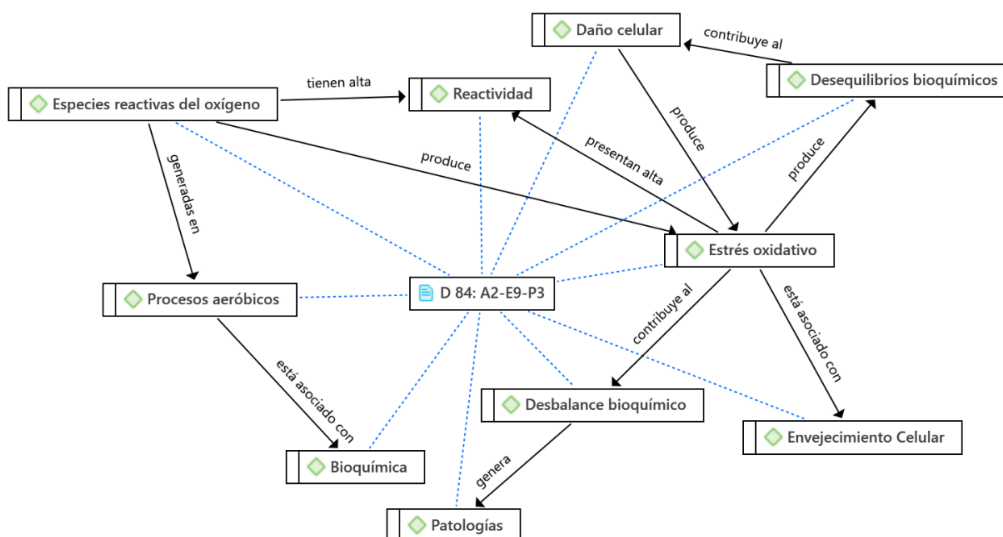 Daño celular
contribuye al
Desequilibrios bioquímicos
tienen alta
Reactividad
Especies reactivas del oxígeno
produce
presentan alta
produce
generadas en
produce
Estrés oxidativo
Procesos aeróbicos
D 84: A2-E9-P3
contribuye al
está asociado con
está asociado con
Desbalance bioquímico
Envejecimiento Celular
Bioquímica
genera
Patologías